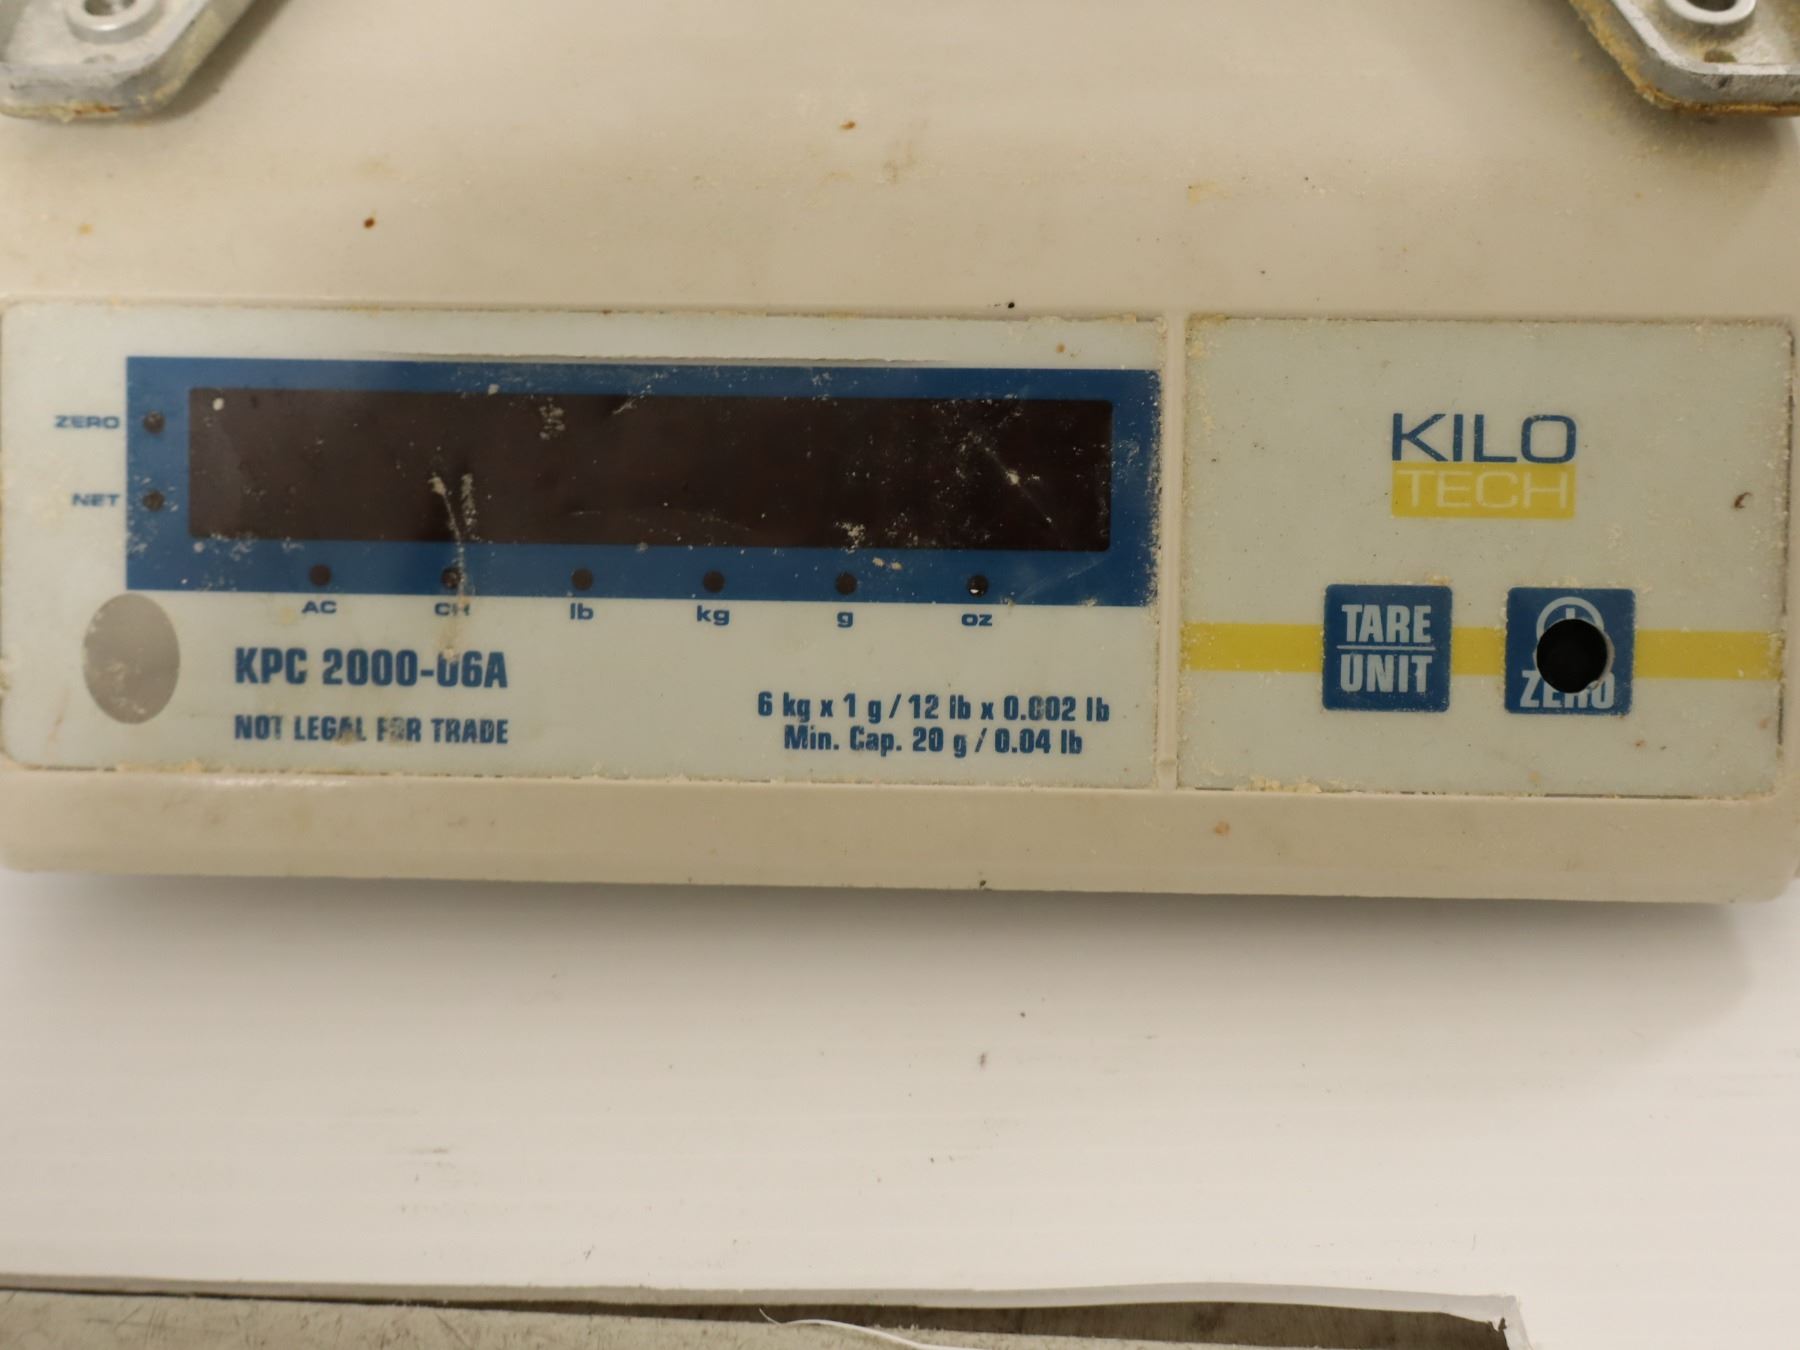 ZERO
NET
AC CH lb kg g oz
KPC 2000-06A
NOT LEGAL FOR TRADE
6 kg x 1 g / 12 lb x 0.002 lb
Min. Cap. 20 g / 0.04 lb
KILO
TECH
TARE
UNIT
ZERO